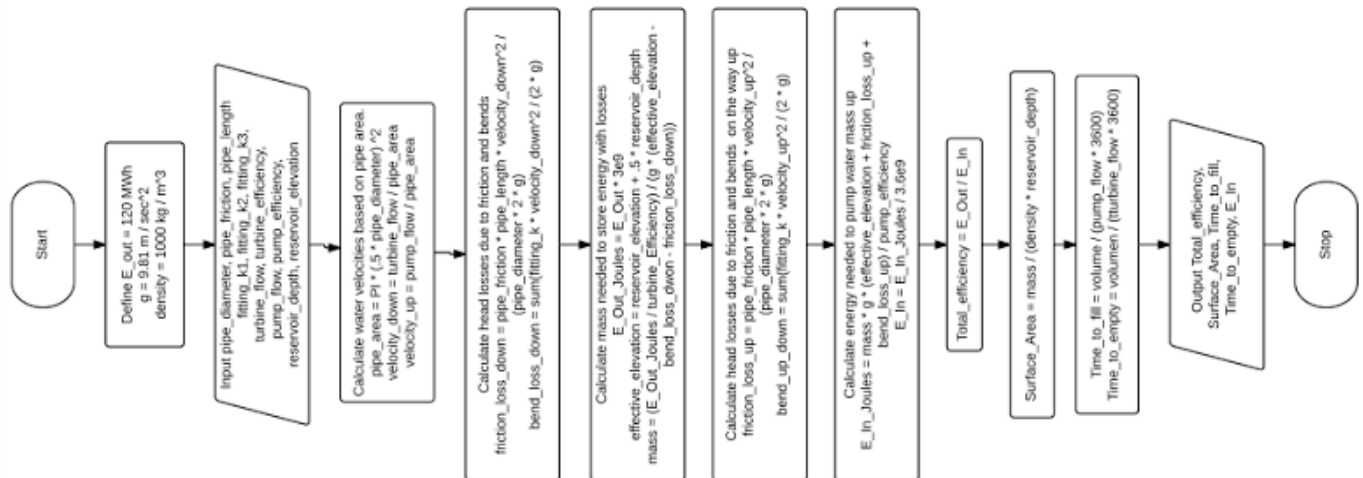 Start
Define E_out = 120 MWh
g = 9.81 m / sec^2
density = 1000 kg / m^3
Input pipe_diameter, pipe_friction, pipe_length
fitting_k1, fitting_k2, fitting_k3,
turbine_flow, turbine_efficiency,
pump_flow, pump_efficiency,
reservoir_depth, reservoir_elevation
Calculate water velocities based on pipe area.
pipe_area = PI * (.5 * pipe_diameter) ^2
velocity_down = turbine_flow / pipe_area
velocity_up = pump_flow / pipe_area
Calculate head losses due to friction and bends
friction_loss_down = pipe_friction * pipe_length * velocity_down^2 /
(pipe_diameter * 2 * g)
bend_loss_down = sum(fitting_k * velocity_down^2 / (2 * g)
Calculate mass needed to store energy with losses
E_Out_Joules = E_Out * 3e9
effective_elevation = reservoir_elevation + .5 * reservoir_depth
mass = (E_Out_Joules / turbine_Efficiency) / (g * (effective_elevation -
bend_loss_dwon - friction_loss_down))
Calculate head losses due to friction and bends on the way up
friction_loss_up = pipe_friction * pipe_length * velocity_up^2 /
(pipe_diameter * 2 * g)
bend_up_down = sum(fitting_k * velocity_up^2 / (2 * g)
Calculate energy needed to pump water mass up
E_In_Joules = mass * g * (effective_elevation + friction_loss_up +
bend_loss_up) / pump_efficiency
E_In = E_In_Joules / 3.6e9
Total_efficiency = E_Out / E_In
Surface_Area = mass / (density * reservoir_depth)
Time_to_fill = volume / (pump_flow * 3600)
Time_to_empty = volumen / (tturbine_flow * 3600)
Output Total_efficiency,
Surface_Area, Time_to_fill,
Time_to_empty, E_In
Stop